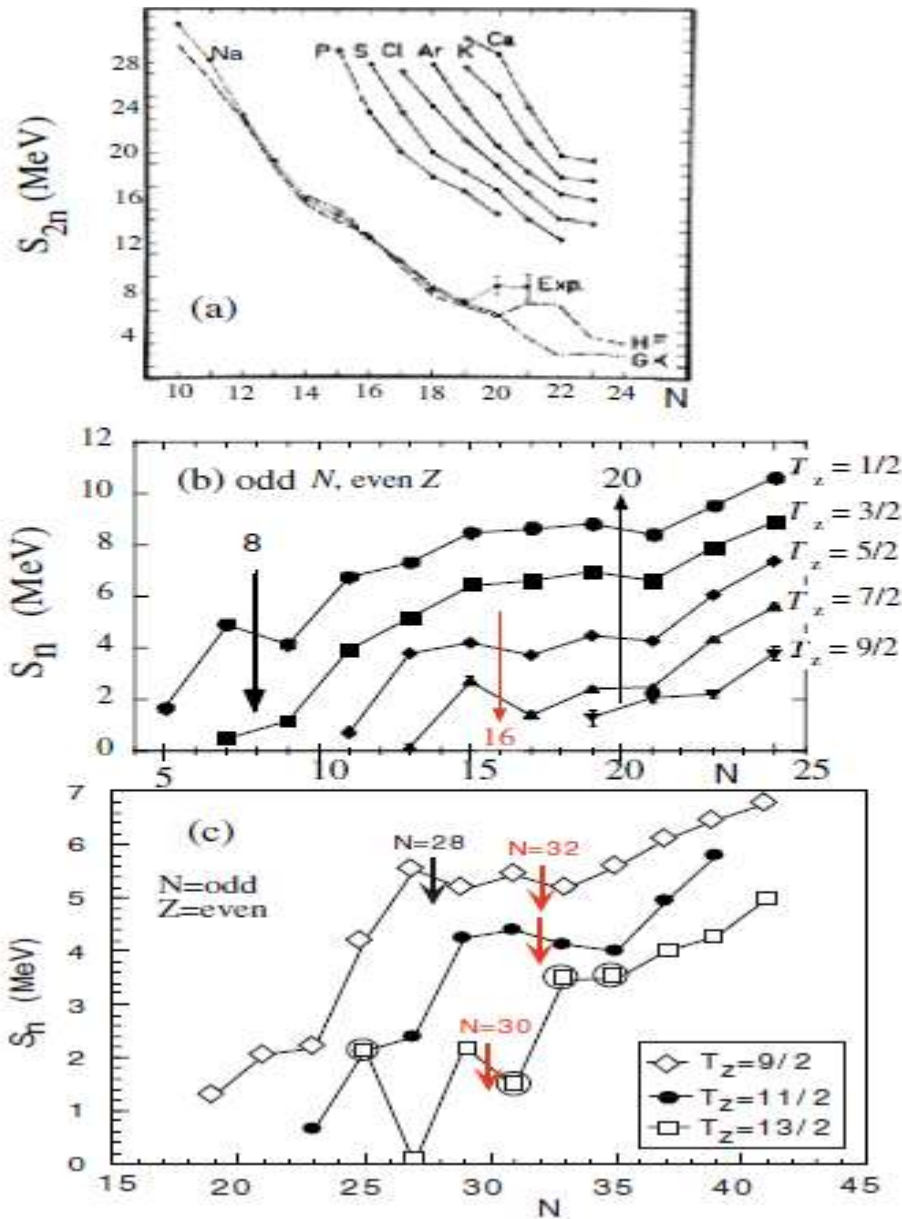 28
24
20
16
12
8
4
S2n (MeV)
Na
P S Cl Ar K Ca
Exp.
(a)
H
G
10 12 14 16 18 20 22 24 N
12
10
8
6
4
2
0
Sn (MeV)
(b) odd N, even Z
8
20
16
Tz = 1/2
Tz = 3/2
Tz = 5/2
Tz = 7/2
Tz = 9/2
5 10 15 20 N 25
7
6
5
4
3
2
1
0
Sn (MeV)
(c)
N=odd
Z=even
N=28
N=32
N=30
TZ=9/2
TZ=11/2
TZ=13/2
15 20 25 30 35 40 45
N